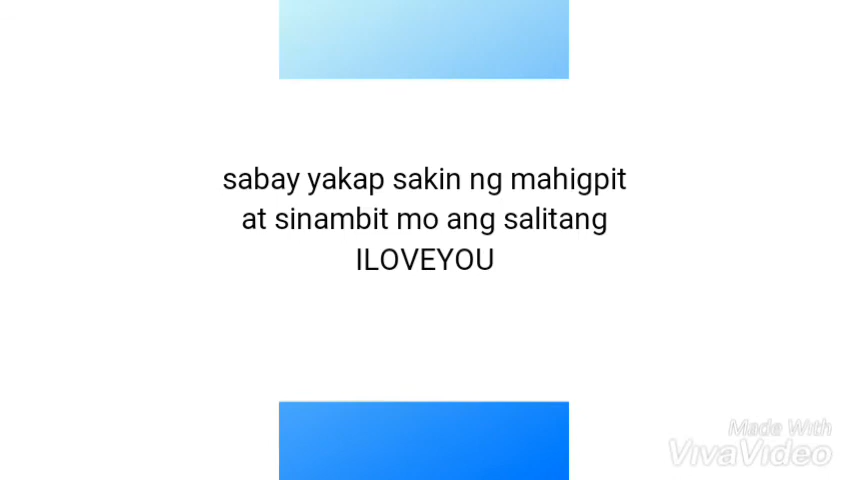 sabay yakap sakin ng mahigpit
at sinambit mo ang salitang
ILOVEYOU
Made With
VivaVideo